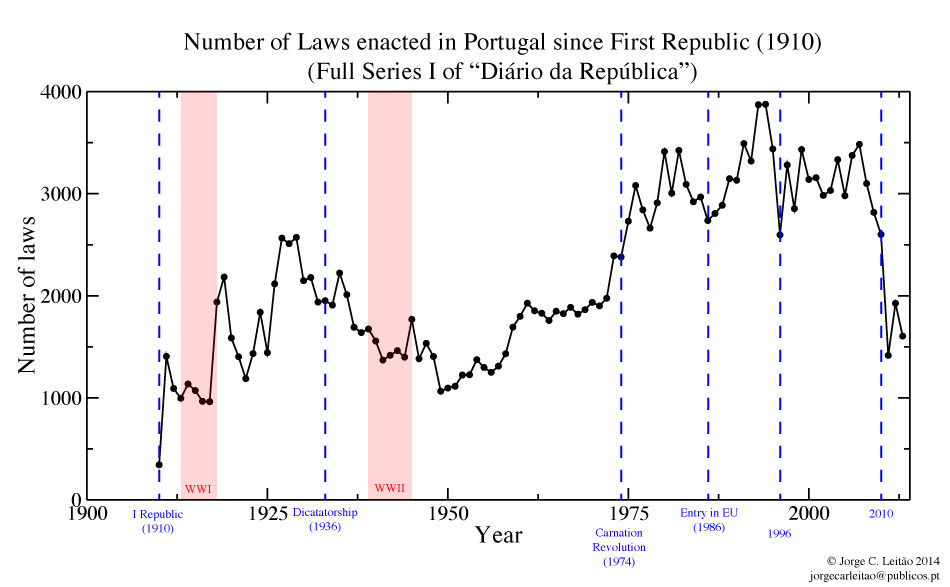 Number of Laws enacted in Portugal since First Republic (1910)
(Full Series I of “Diário da República”)
4000
3000
2000
1000
0
Number of laws
WWI
WWII
1900
1925
1950
1975
2000
I Republic
(1910)
Dicatatorship
(1936)
Year
Carnation
Revolution
(1974)
Entry in EU
(1986)
1996
2010
© Jorge C. Leitão 2014
jorgecarleitao@publicos.pt